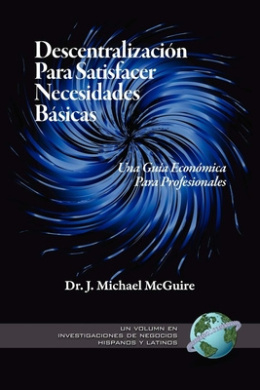 Descentralización
Para Satisfacer
Necesidades
Básicas
Una Guía Económica
Para Profesionales
Dr. J. Michael McGuire
UN VOLUMN EN
INVESTIGACIONES DE NEGOCIOS
HISPANOS Y LATINOS